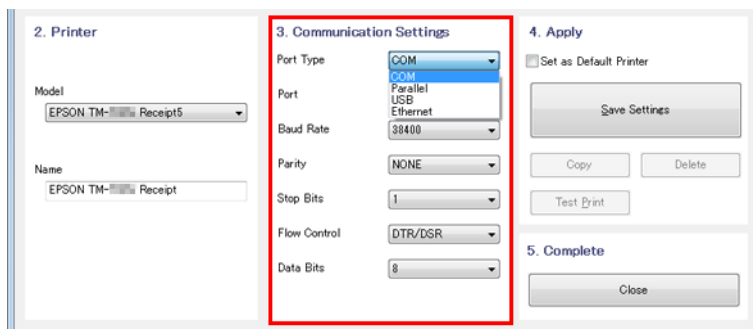 2. Printer
Model
EPSON TM- Receipt5
Name
EPSON TM- Receipt
3. Communication Settings
Port Type
COM
COM
Parallel
USB
Ethernet
Port
Baud Rate
38400
Parity
NONE
Stop Bits
1
Flow Control
DTR/DSR
Data Bits
8
4. Apply
Set as Default Printer
Save Settings
Copy
Delete
Test Print
5. Complete
Close